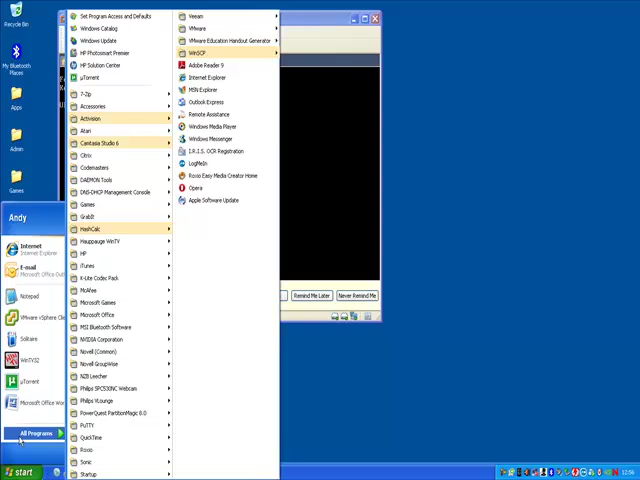 Recycle Bin
My Bluetooth
Places
Apps
Admin
Games
Andy
Internet
Internet Explorer
E-mail
Microsoft Office Out
Notepad
VMware vSphere Clie
Solitaire
WinTV32
µTorrent
Microsoft Office Wor
All Programs
start
Set Program Access and Defaults
Windows Catalog
Windows Update
HP Photosmart Premier
HP Solution Center
µTorrent
7-Zip
Accessories
Activision
Atari
Camtasia Studio 6
Citrix
Codemasters
DAEMON Tools
DNS-DHCP Management Console
Games
GrabIt
HashCalc
Hauppauge WinTV
HP
iTunes
K-Lite Codec Pack
McAfee
Microsoft Games
Microsoft Office
MSI Bluetooth Software
NVIDIA Corporation
Novell (Common)
Novell GroupWise
NZB Leecher
Philips SPC530NC Webcam
Philips VLounge
PowerQuest PartitionMagic 8.0
PuTTY
QuickTime
Roxio
Sonic
Startup
Veeam
VMware
VMware Education Handout Generator
WinSCP
Adobe Reader 9
Internet Explorer
MSN Explorer
Outlook Express
Remote Assistance
Windows Media Player
Windows Messenger
I.R.I.S. OCR Registration
LogMeIn
Roxio Easy Media Creator Home
Opera
Apple Software Update
Remind Me Later
Never Remind Me
12:56